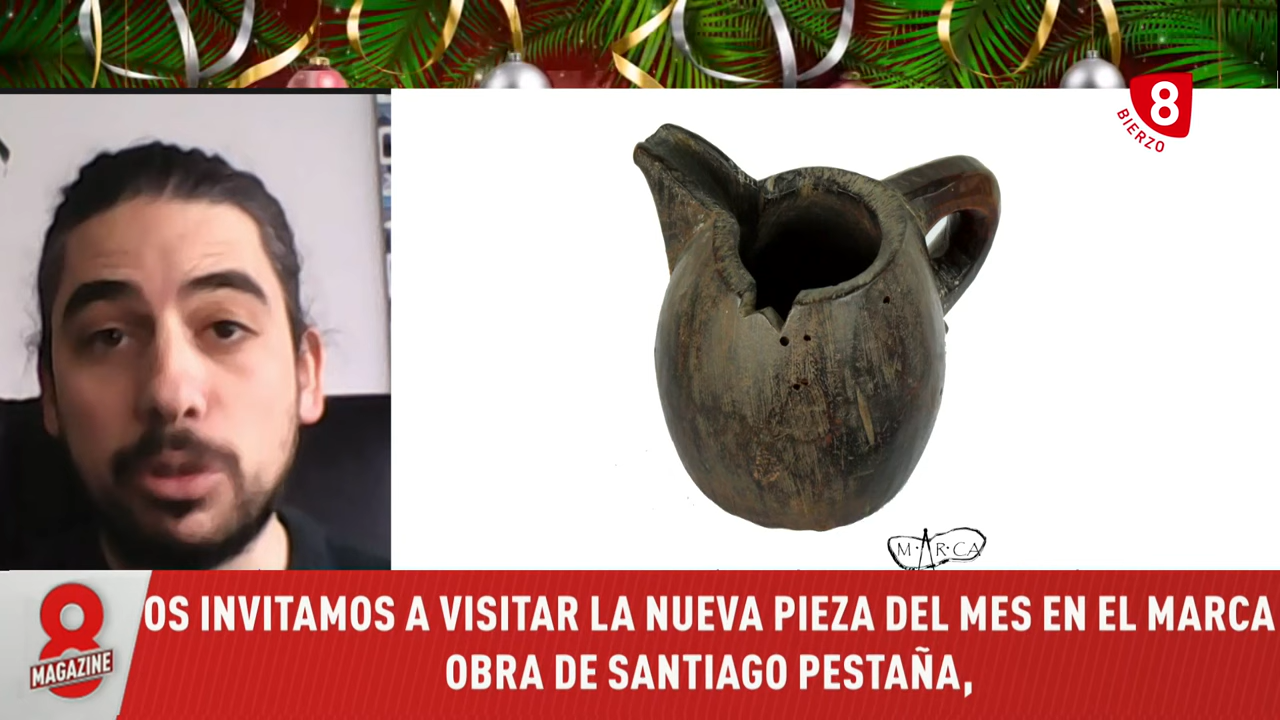 8
BIERZO
M·A·R·CA
8
MAGAZINE
OS INVITAMOS A VISITAR LA NUEVA PIEZA DEL MES EN EL MARCA
OBRA DE SANTIAGO PESTAÑA,